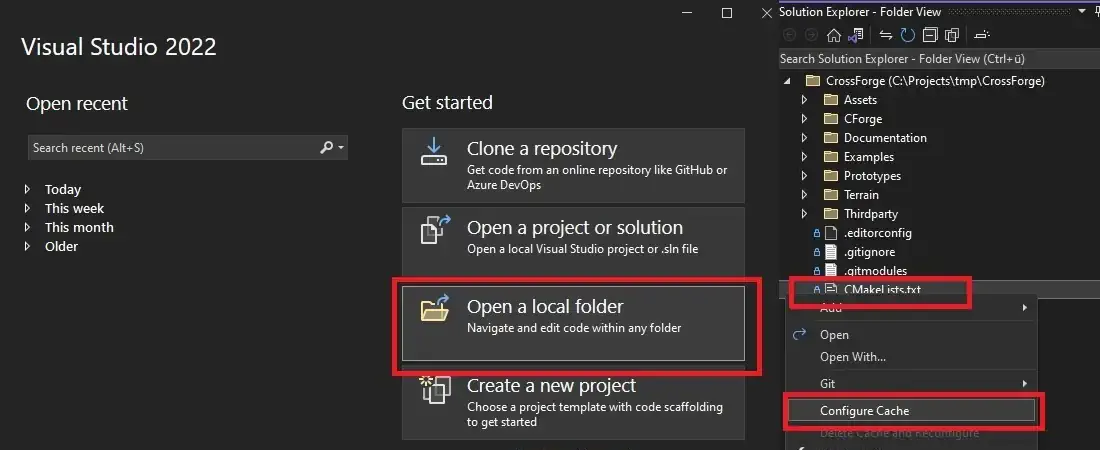 Visual Studio 2022
Open recent
Search recent (Alt+S)
Today
This week
This month
Older
Get started
Clone a repository
Get code from an online repository like GitHub or
Azure DevOps
Open a project or solution
Open a local Visual Studio project or .sln file
Open a local folder
Navigate and edit code within any folder
Create a new project
Choose a project template with code scaffolding
to get started
Solution Explorer - Folder View
Search Solution Explorer - Folder View (Ctrl+ü)
CrossForge (C:\Projects\tmp\CrossForge)
Assets
CForge
Documentation
Examples
Prototypes
Terrain
Thirdparty
.editorconfig
.gitignore
.gitmodules
CMakeLists.txt
Add
Open
Open With...
Git
Configure Cache
Delete Cache and Reconfigure